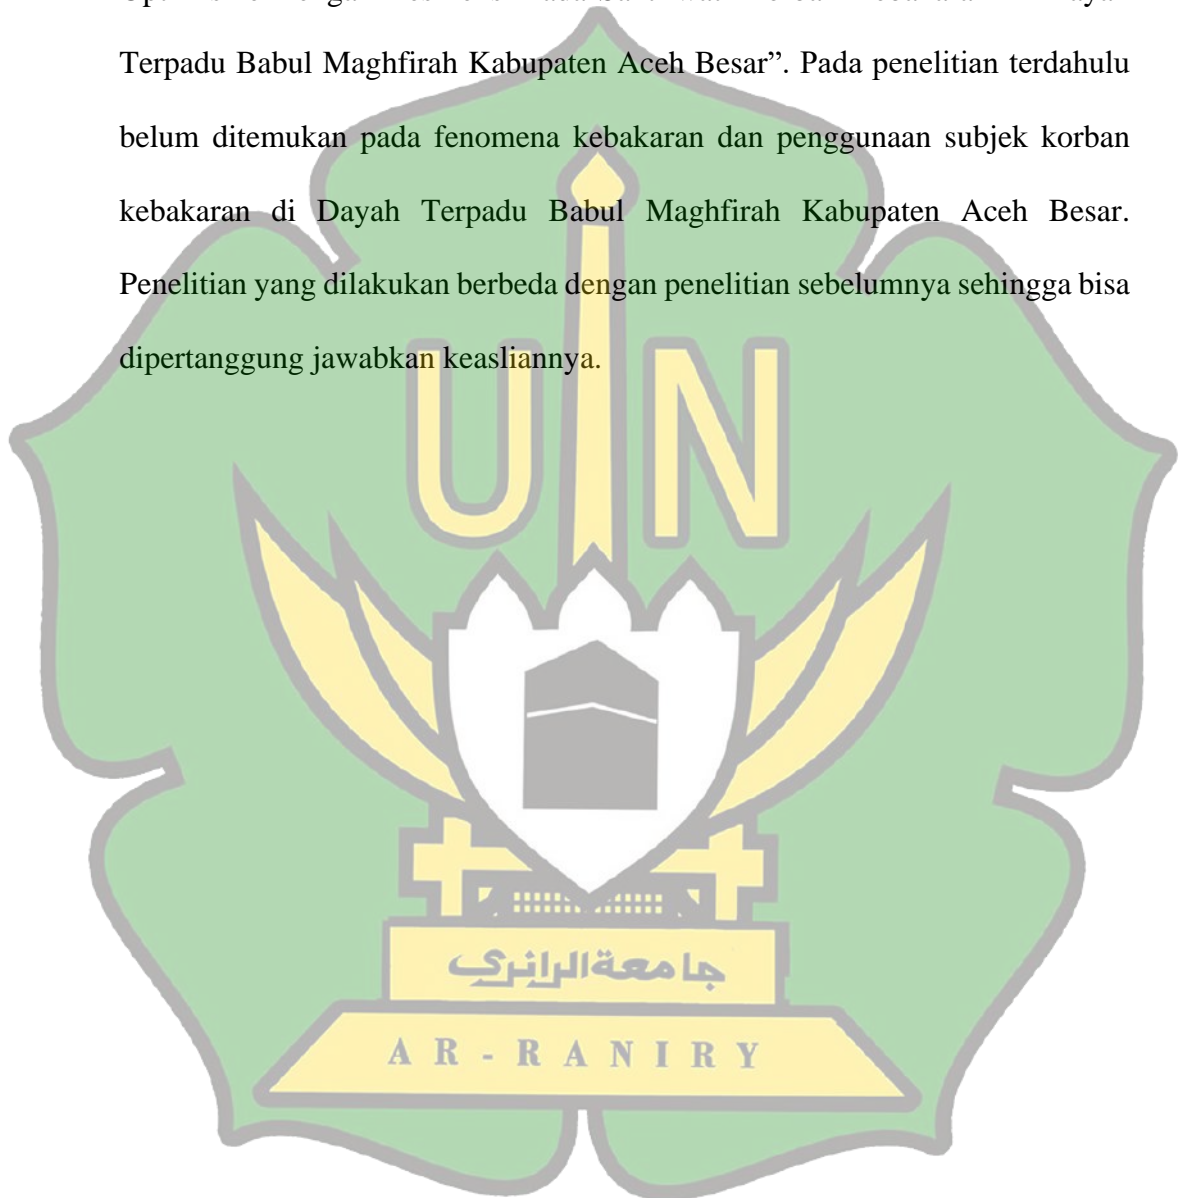 Terpadu Babul Maghfirah Kabupaten Aceh Besar”. Pada penelitian terdahulu
belum ditemukan pada fenomena kebakaran dan penggunaan subjek korban
kebakaran di Dayah Terpadu Babul Maghfirah Kabupaten Aceh Besar.
Penelitian yang dilakukan berbeda dengan penelitian sebelumnya sehingga bisa
dipertanggung jawabkan keasliannya.
UIN
جامعةالرانري
AR-RANIRY